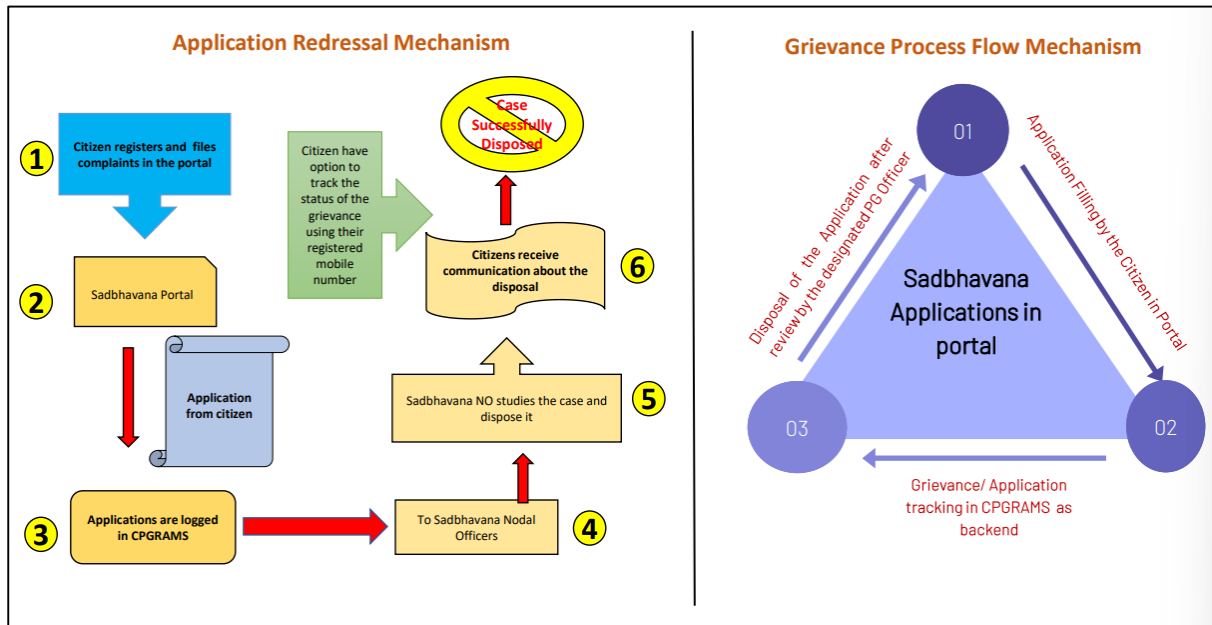 Application Redressal Mechanism
1
Citizen registers and files
complaints in the portal
2
Sadbhavana Portal
Application
from citizen
3
Applications are logged
in CPGRAMS
To Sadbhavana Nodal
Officers
4
Sadbhavana NO studies the case and
dispose it
5
Citizen have
option to
track the
status of the
grievance
using their
registered
mobile
number
Citizens receive
communication about the
disposal
6
Case
Successfully
Disposed
Grievance Process Flow Mechanism
01
Application Filling by the Citizen in Portal
02
Grievance/ Application
tracking in CPGRAMS as
backend
03
Disposal of the Application after
review by the designated PG Officer
Sadbhavana
Applications in
portal